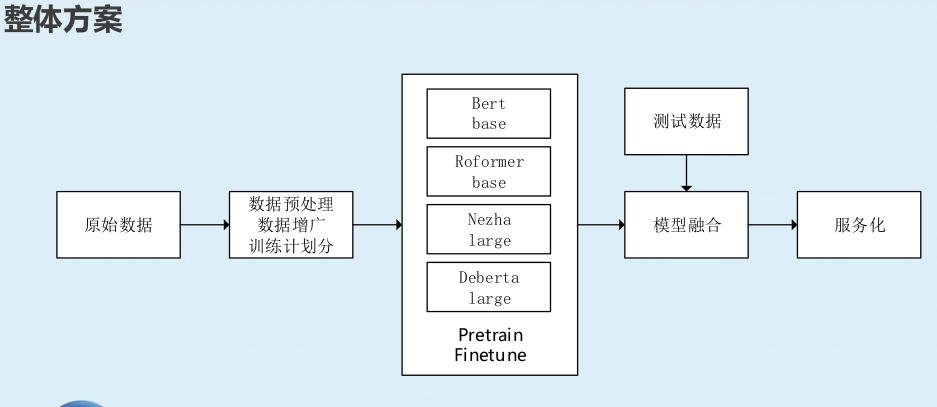 整体方案
原始数据
数据预处理
数据增广
训练计划分
Bert
base
Roformer
base
Nezha
large
Deberta
large
Pretrain
Finetune
测试数据
模型融合
服务化